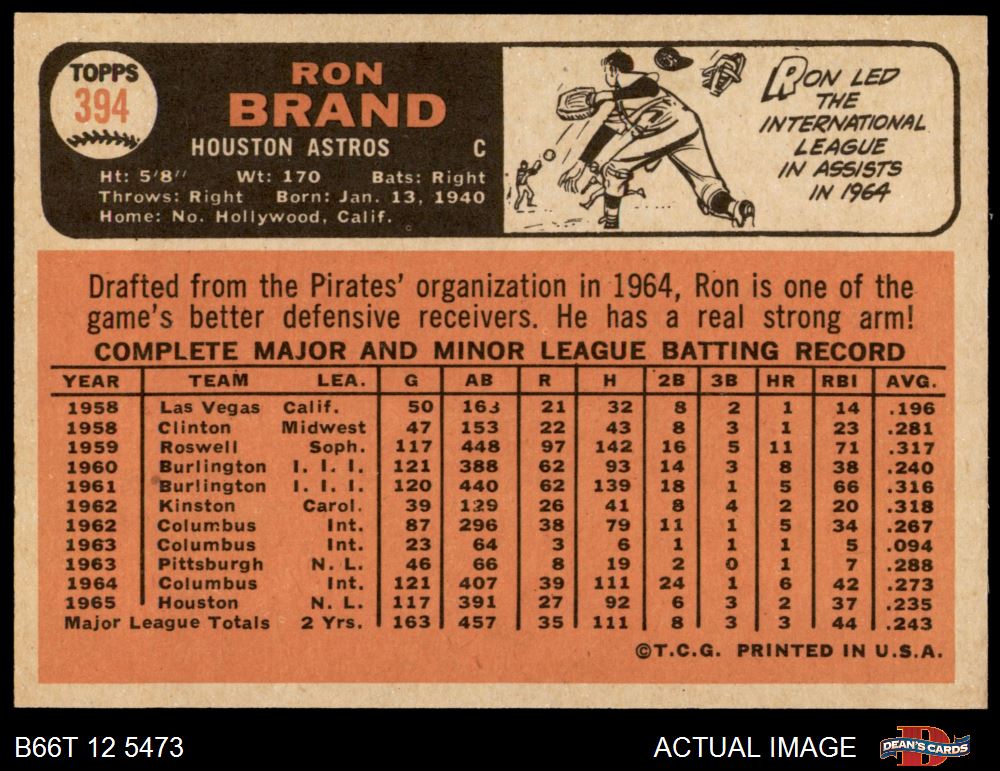 TOPPS
394
RON
BRAND
HOUSTON ASTROS C
Ht: 5'8" Wt: 170 Bats: Right
Throws: Right Born: Jan. 13, 1940
Home: No. Hollywood, Calif.
RON LED
THE
INTERNATIONAL
LEAGUE
IN ASSISTS
IN 1964
Drafted from the Pirates' organization in 1964, Ron is one of the
game's better defensive receivers. He has a real strong arm!
COMPLETE MAJOR AND MINOR LEAGUE BATTING RECORD
YEAR TEAM LEA. G AB R H 2B 3B HR RBI AVG.
1958 Las Vegas Calif. 50 163 21 32 8 2 1 14 .196
1958 Clinton Midwest 47 153 22 43 8 3 1 23 .281
1959 Roswell Soph. 117 448 97 142 16 5 11 71 .317
1960 Burlington I. I. I. 121 388 62 93 14 3 8 38 .240
1961 Burlington I. I. I. 120 440 62 139 18 1 5 66 .316
1962 Kinston Carol. 39 129 26 41 8 4 2 20 .318
1962 Columbus Int. 87 296 38 79 11 1 5 34 .267
1963 Columbus Int. 23 64 3 6 1 1 1 5 .094
1963 Pittsburgh N. L. 46 66 8 19 2 0 1 7 .288
1964 Columbus Int. 121 407 39 111 24 1 6 42 .273
1965 Houston N. L. 117 391 27 92 6 3 2 37 .235
Major League Totals 2 Yrs. 163 457 35 111 8 3 3 44 .243
©T.C.G. PRINTED IN U.S.A.
B66T 12 5473
ACTUAL IMAGE
DEAN'S CARDS